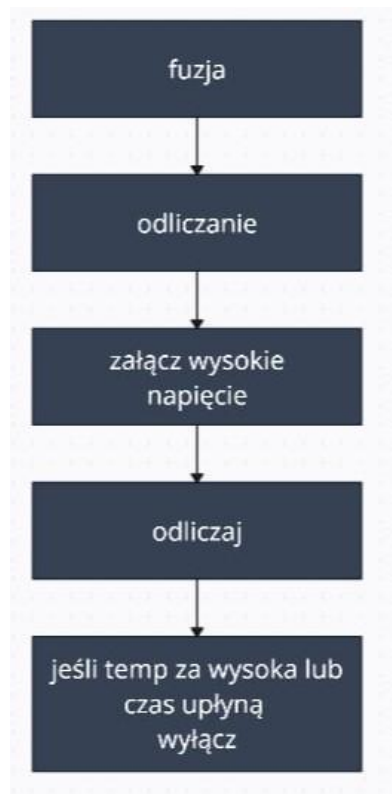 fuzja
odliczanie
załącz wysokie
napięcie
odliczaj
jeśli temp za wysoka lub
czas upłyną
wyłącz